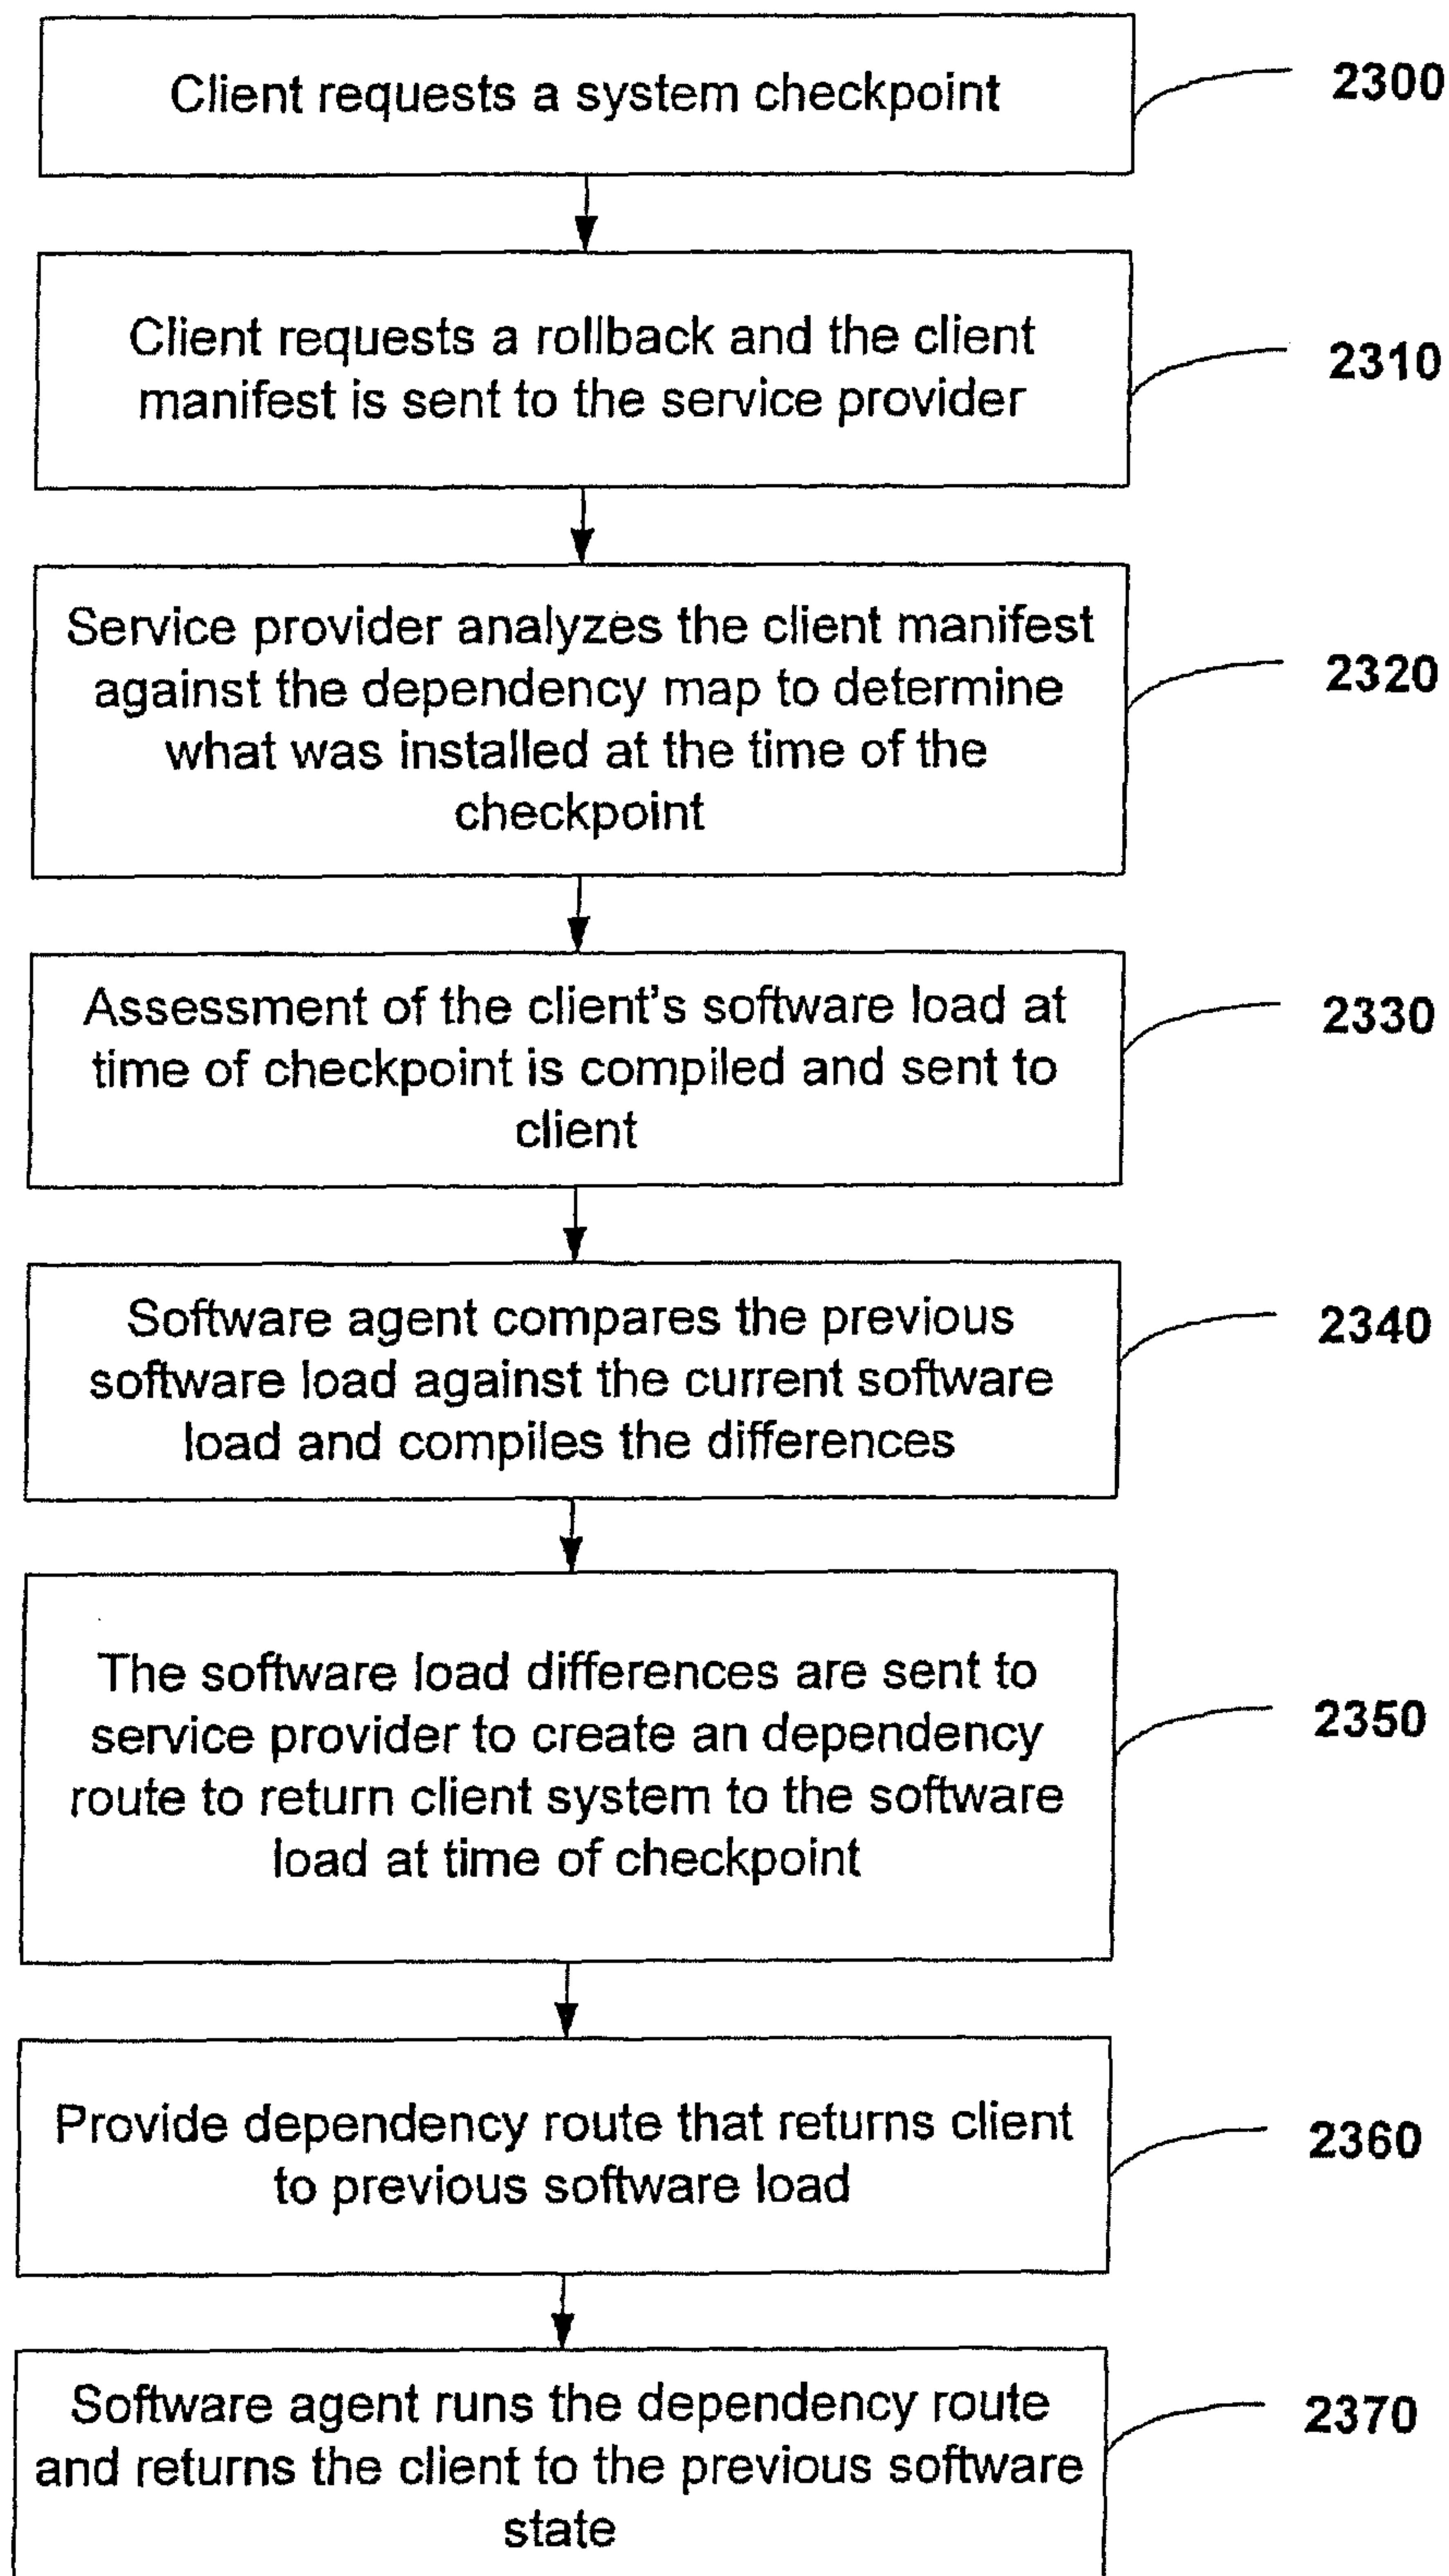 Client requests a system checkpoint
2300
Client requests a rollback and the client
manifest is sent to the service provider
2310
Service provider analyzes the client manifest
against the dependency map to determine
what was installed at the time of the
checkpoint
2320
Assessment of the client's software load at
time of checkpoint is compiled and sent to
client
2330
Software agent compares the previous
software load against the current software
load and compiles the differences
2340
The software load differences are sent to
service provider to create an dependency
route to return client system to the software
load at time of checkpoint
2350
Provide dependency route that returns client
to previous software load
2360
Software agent runs the dependency route
and returns the client to the previous software
state
2370